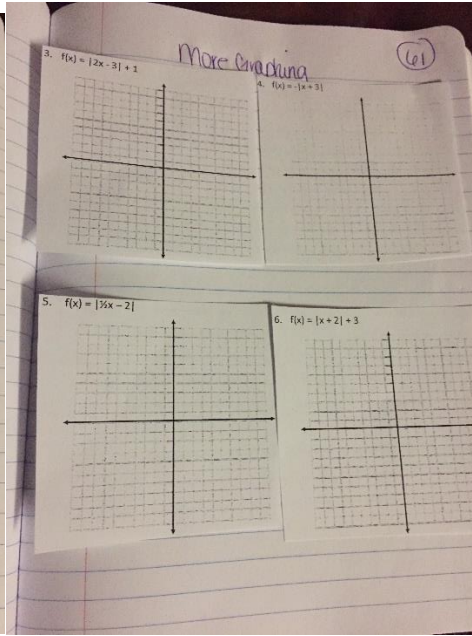 More Graphing
61
3. f(x) = |2x - 3| + 1
4. f(x) = -|x + 3|
5. f(x) = |½x – 2|
6. f(x) = |x + 2| + 3